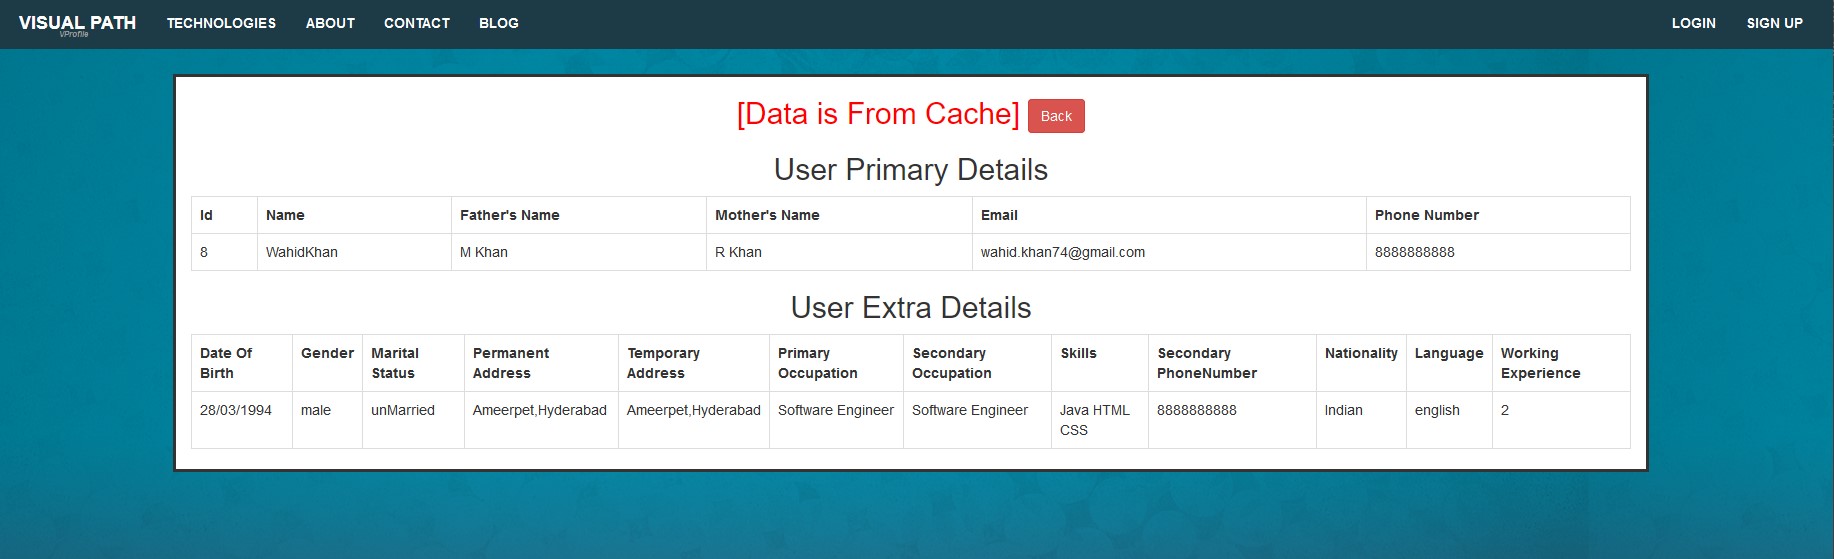 VISUAL PATH TECHNOLOGIES ABOUT CONTACT BLOG LOGIN SIGN UP
VProfile
[Data is From Cache] Back
User Primary Details
Id Name Father's Name Mother's Name Email Phone Number
8 WahidKhan M Khan R Khan wahid.khan74@gmail.com 8888888888
User Extra Details
Date Of Birth Gender Marital Status Permanent Address Temporary Address Primary Occupation Secondary Occupation Skills Secondary PhoneNumber Nationality Language Working Experience
28/03/1994 male unMarried Ameerpet,Hyderabad Ameerpet,Hyderabad Software Engineer Software Engineer Java HTML CSS 8888888888 Indian english 2